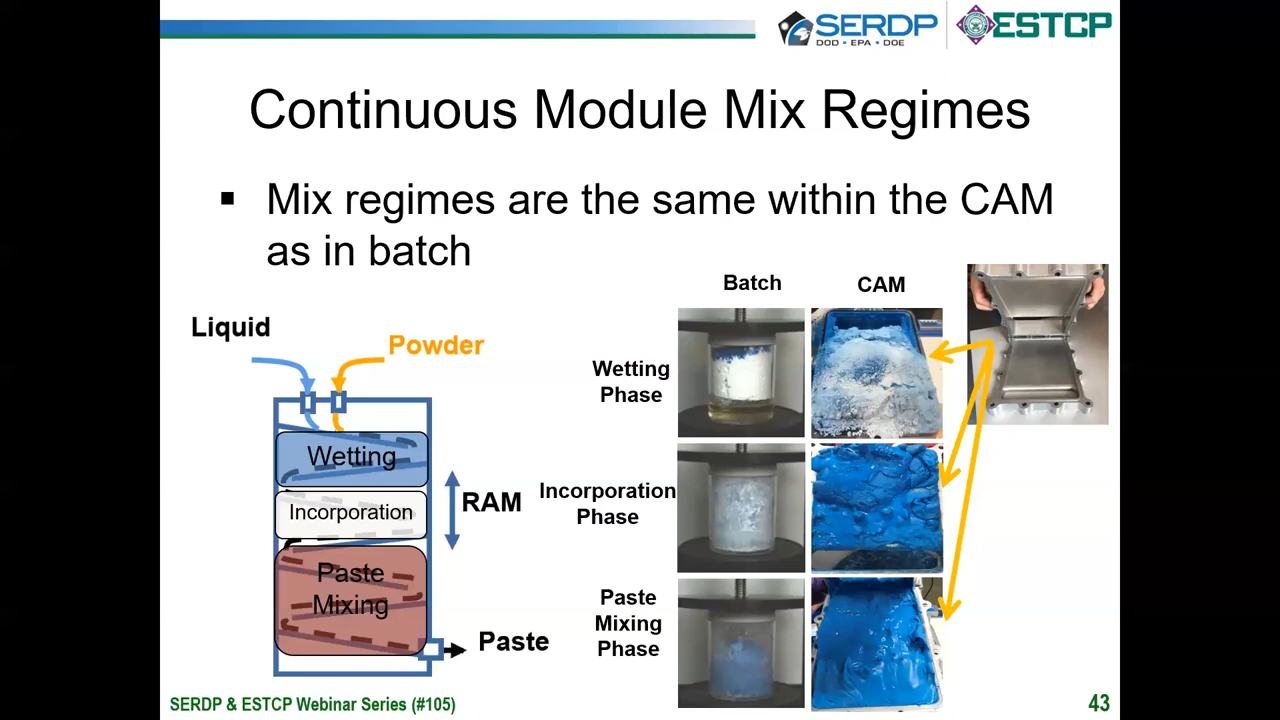 SERDP
DOD • EPA • DOE
ESTCP
Continuous Module Mix Regimes
▪ Mix regimes are the same within the CAM
as in batch
Batch
CAM
Liquid
Powder
Wetting
Incorporation
Paste
Mixing
RAM
Paste
Wetting
Phase
Incorporation
Phase
Paste
Mixing
Phase
SERDP & ESTCP Webinar Series (#105)
43